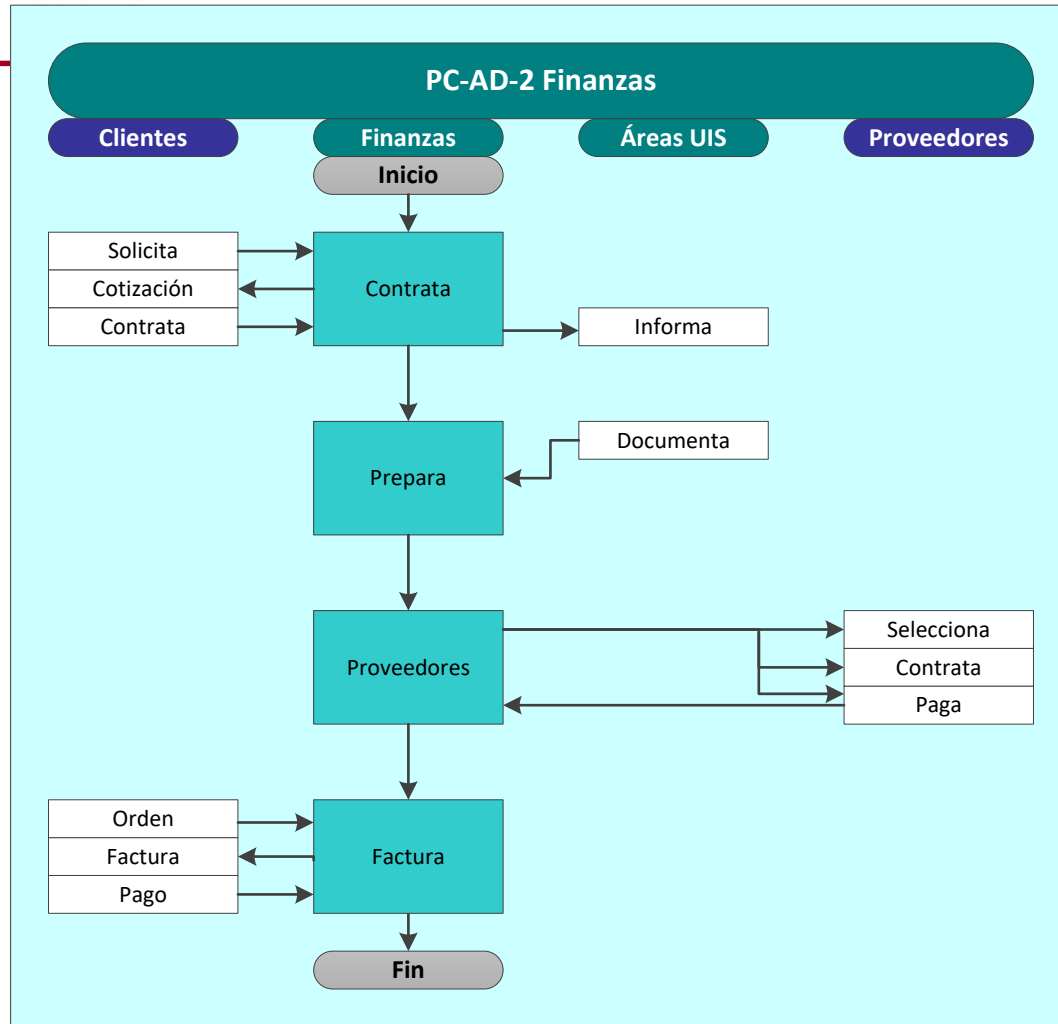 PC-AD-2 Finanzas
Clientes
Finanzas
Áreas UIS
Proveedores
Inicio
Solicita
Cotización
Contrata
Contrata
Informa
Prepara
Documenta
Proveedores
Selecciona
Contrata
Paga
Orden
Factura
Pago
Factura
Fin